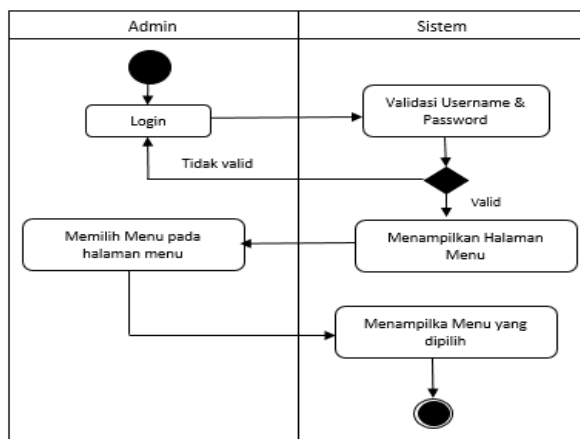 Admin
Sistem
Login
Validasi Username &
Password
Tidak valid
Valid
Memilih Menu pada
halaman menu
Menampilkan Halaman
Menu
Menampilka Menu yang
dipilih